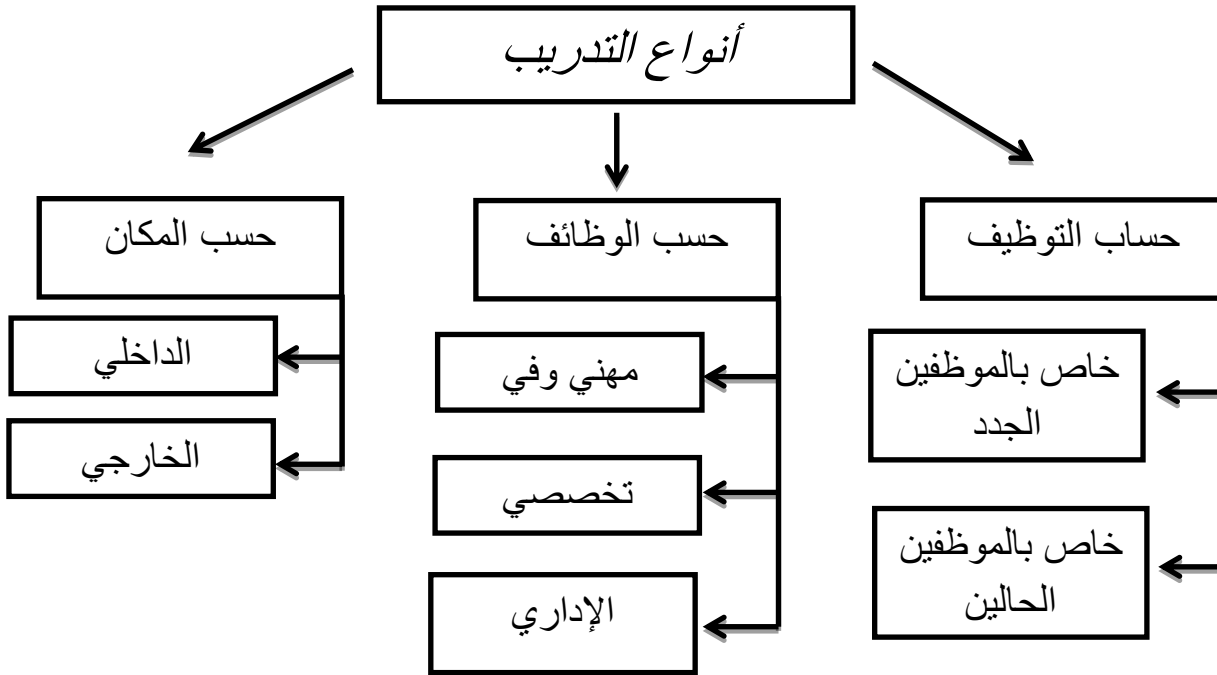 أنواع التدريب
حساب التوظيف
خاص بالموظفين
الجدد
خاص بالموظفين
الحالين
حسب الوظائف
مهني وفي
تخصصي
الإداري
حسب المكان
الداخلي
الخارجي